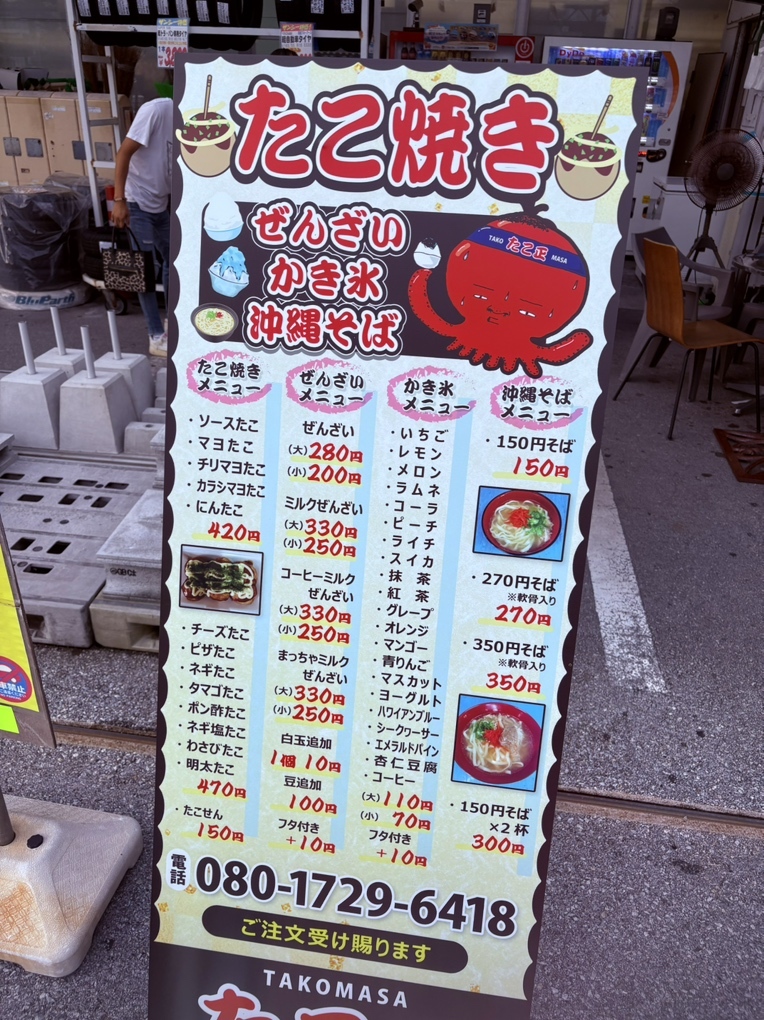 たこ焼き
ぜんざい
かき氷
沖縄そば
TAKO たこ正 MASA
たこ焼き
メニュー
・ソースたこ
・マヨたこ
・チリマヨたこ
・カラシマヨたこ
・にんたこ
420円
・チーズたこ
・ピザたこ
・ネギたこ
・タマゴたこ
・ポン酢たこ
・ネギ塩たこ
・わさびたこ
・明太たこ
470円
・たこせん
150円
ぜんざい
メニュー
ぜんざい
(大)280円
(小)200円
ミルクぜんざい
(大)330円
(小)250円
コーヒーミルク
ぜんざい
(大)330円
(小)250円
まっちゃミルク
ぜんざい
(大)330円
(小)250円
白玉追加
1個 10円
豆追加
100円
フタ付き
+10円
かき氷
メニュー
・いちご
・レモン
・メロン
・ラムネ
・コーラ
・ピーチ
・ライチ
・スイカ
・抹 茶
・紅 茶
・グレープ
・オレンジ
・マンゴー
・青りんご
・マスカット
・ヨーグルト
・ハワイアンブルー
・シークヮーサー
・エメラルドパイン
・杏仁豆腐
・コーヒー
(大)110円
(小)70円
フタ付き
+10円
沖縄そば
メニュー
・150円そば
150円
・270円そば
※軟骨入り
270円
・350円そば
※軟骨入り
350円
・150円そば
×2杯
300円
電話 080-1729-6418
ご注文受け賜ります
TAKOMASA
DyDo